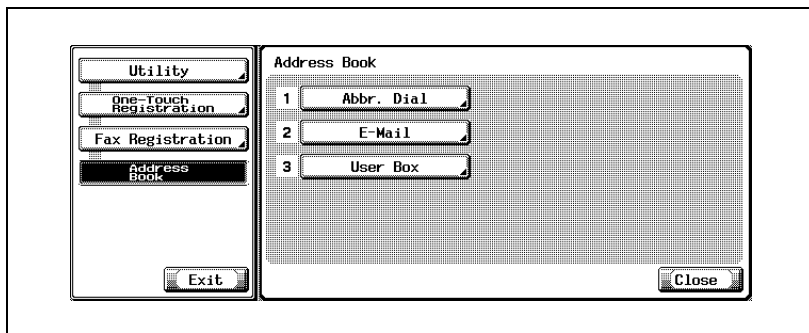 Utility
One-Touch
Registration
Fax Registration
Address
Book
Exit
Address Book
1 Abbr. Dial
2 E-Mail
3 User Box
Close